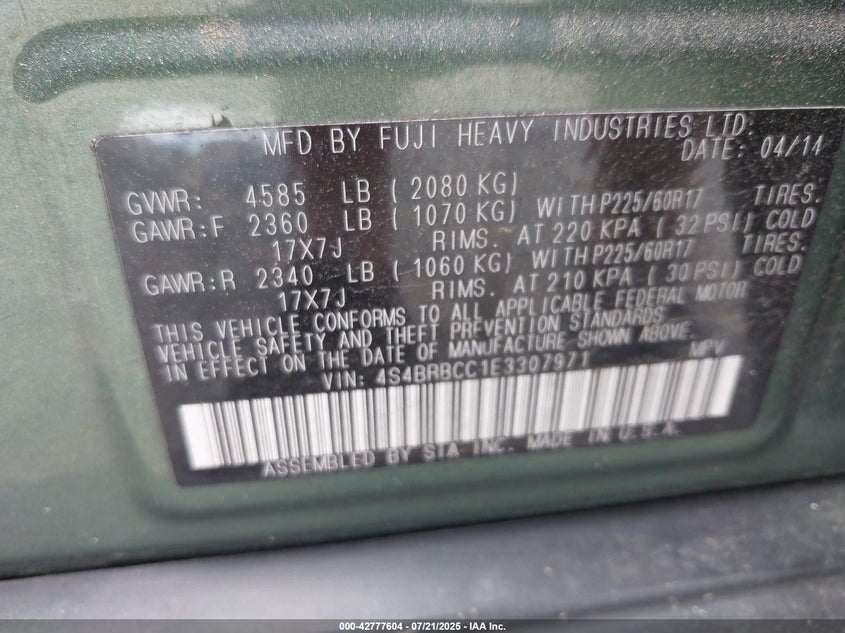 MFD BY FUJI HEAVY INDUSTRIES LTD.
DATE: 04/14
GVWR: 4585 LB (2080 KG)
GAWR:F 2360 LB (1070 KG) WITH P225/60R17 TIRES.
17X7J RIMS. AT 220 KPA (32 PSI) COLD
GAWR:R 2340 LB (1060 KG) WITH P225/60R17 TIRES.
17X7J RIMS. AT 210 KPA (30 PSI) COLD
THIS VEHICLE CONFORMS TO ALL APPLICABLE FEDERAL MOTOR
VEHICLE SAFETY AND THEFT PREVENTION STANDARDS
IN EFFECT ON THE DATE OF MANUFACTURE SHOWN ABOVE.
VIN: 4S4BRBCC1E3307971 MPV
ASSEMBLED BY SIA INC. MADE IN U.S.A.
000-42777604 / 07/21/2025 - IAA Inc.